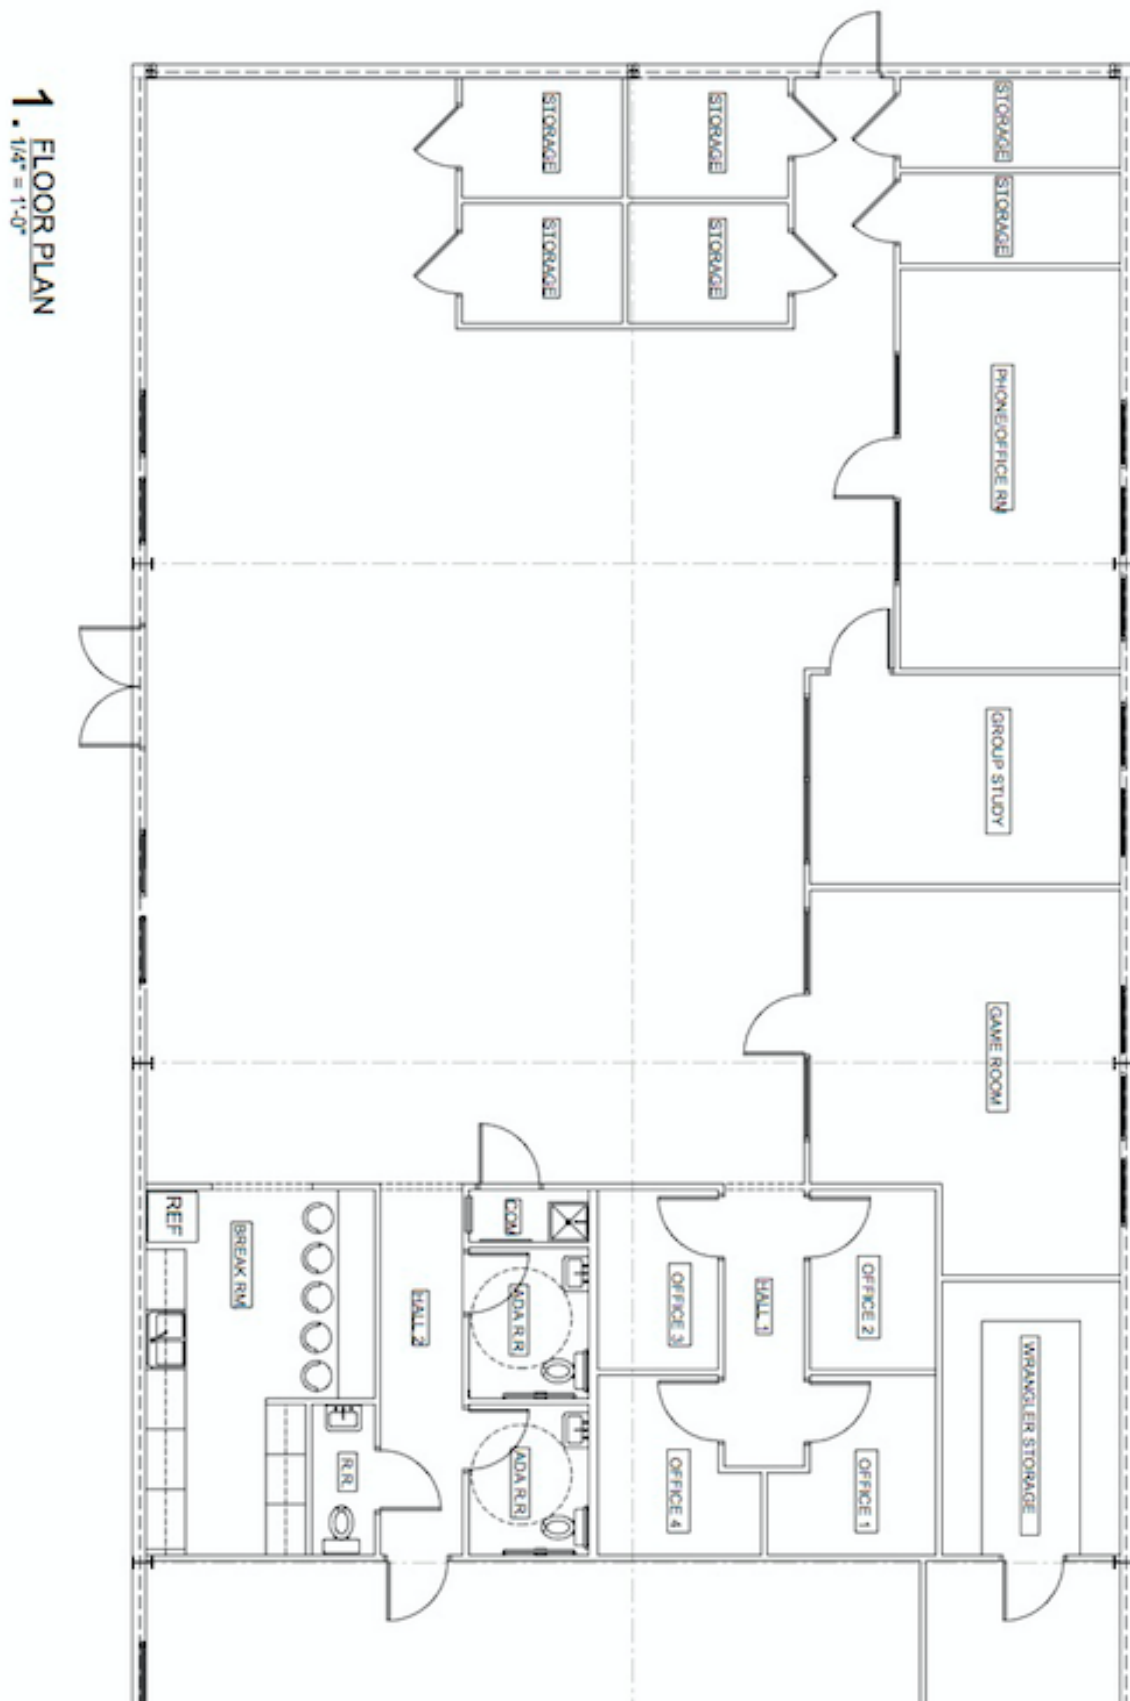 1. FLOOR PLAN
1/4" = 1'-0"
STORAGE
STORAGE
STORAGE
STORAGE
STORAGE
STORAGE
PHONE/OFFICE RM
GROUP STUDY
GAME ROOM
REF
BREAK RM
HALL 2
COM
ADA R.R
ADA R.R
R.R.
OFFICE 3
HALL 1
OFFICE 2
OFFICE 4
OFFICE 1
WRANGLER STORAGE